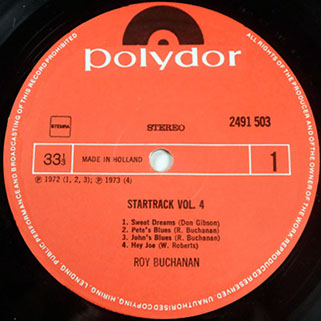 polydor
STEMRA
STEREO
2491 503
33⅓
MADE IN HOLLAND
1
℗ 1972 (1, 2, 3); ℗ 1973 (4)
STARTRACK VOL. 4
1. Sweet Dreams (Don Gibson)
2. Pete's Blues (R. Buchanan)
3. John's Blues (R. Buchanan)
4. Hey Joe (W. Roberts)
ROY BUCHANAN
ALL RIGHTS OF THE PRODUCER AND OF THE OWNER OF THE WORK REPRODUCED RESERVED. UNAUTHORISED COPYING, HIRING, LENDING, PUBLIC PERFORMANCE AND BROADCASTING OF THIS RECORD PROHIBITED